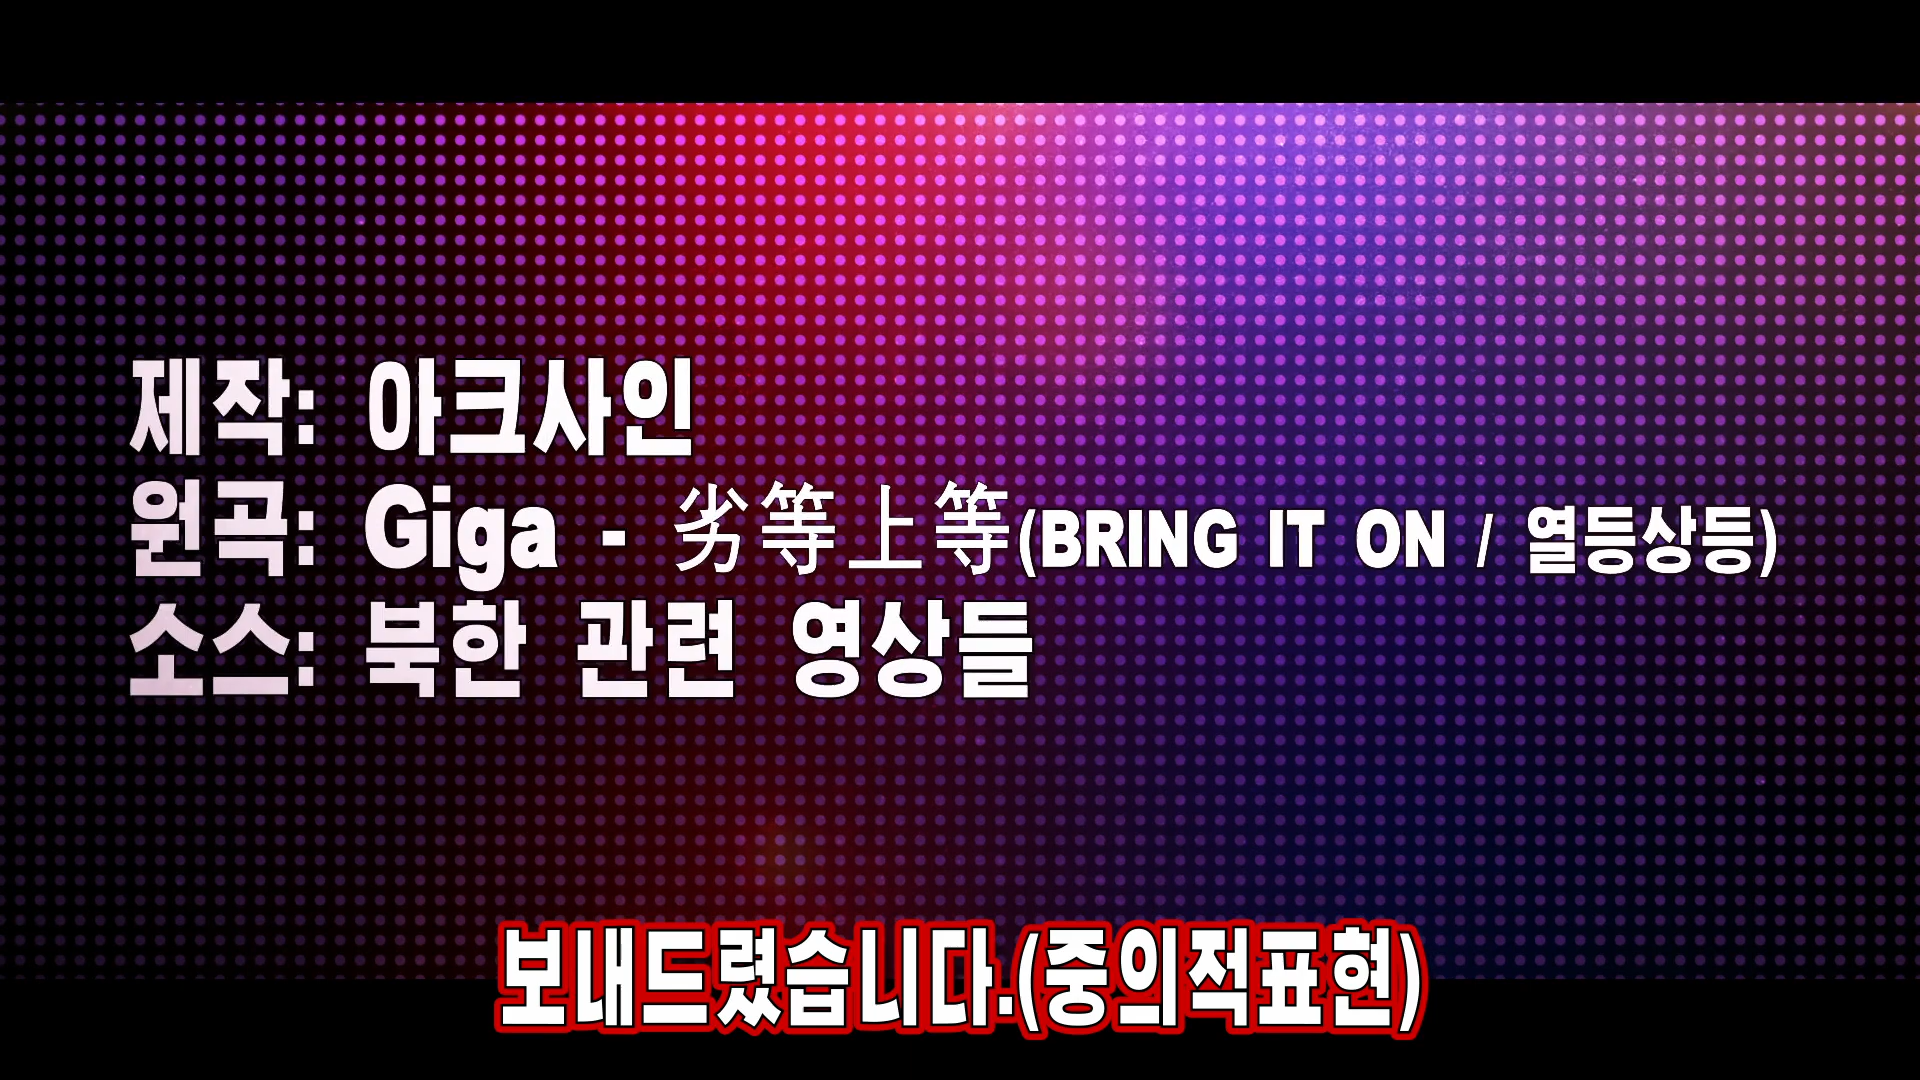 제작: 아크사인
원곡: Giga - 劣等上等(BRING IT ON / 열등상등)
소스: 북한 관련 영상들
보내드렸습니다.(중의적표현)